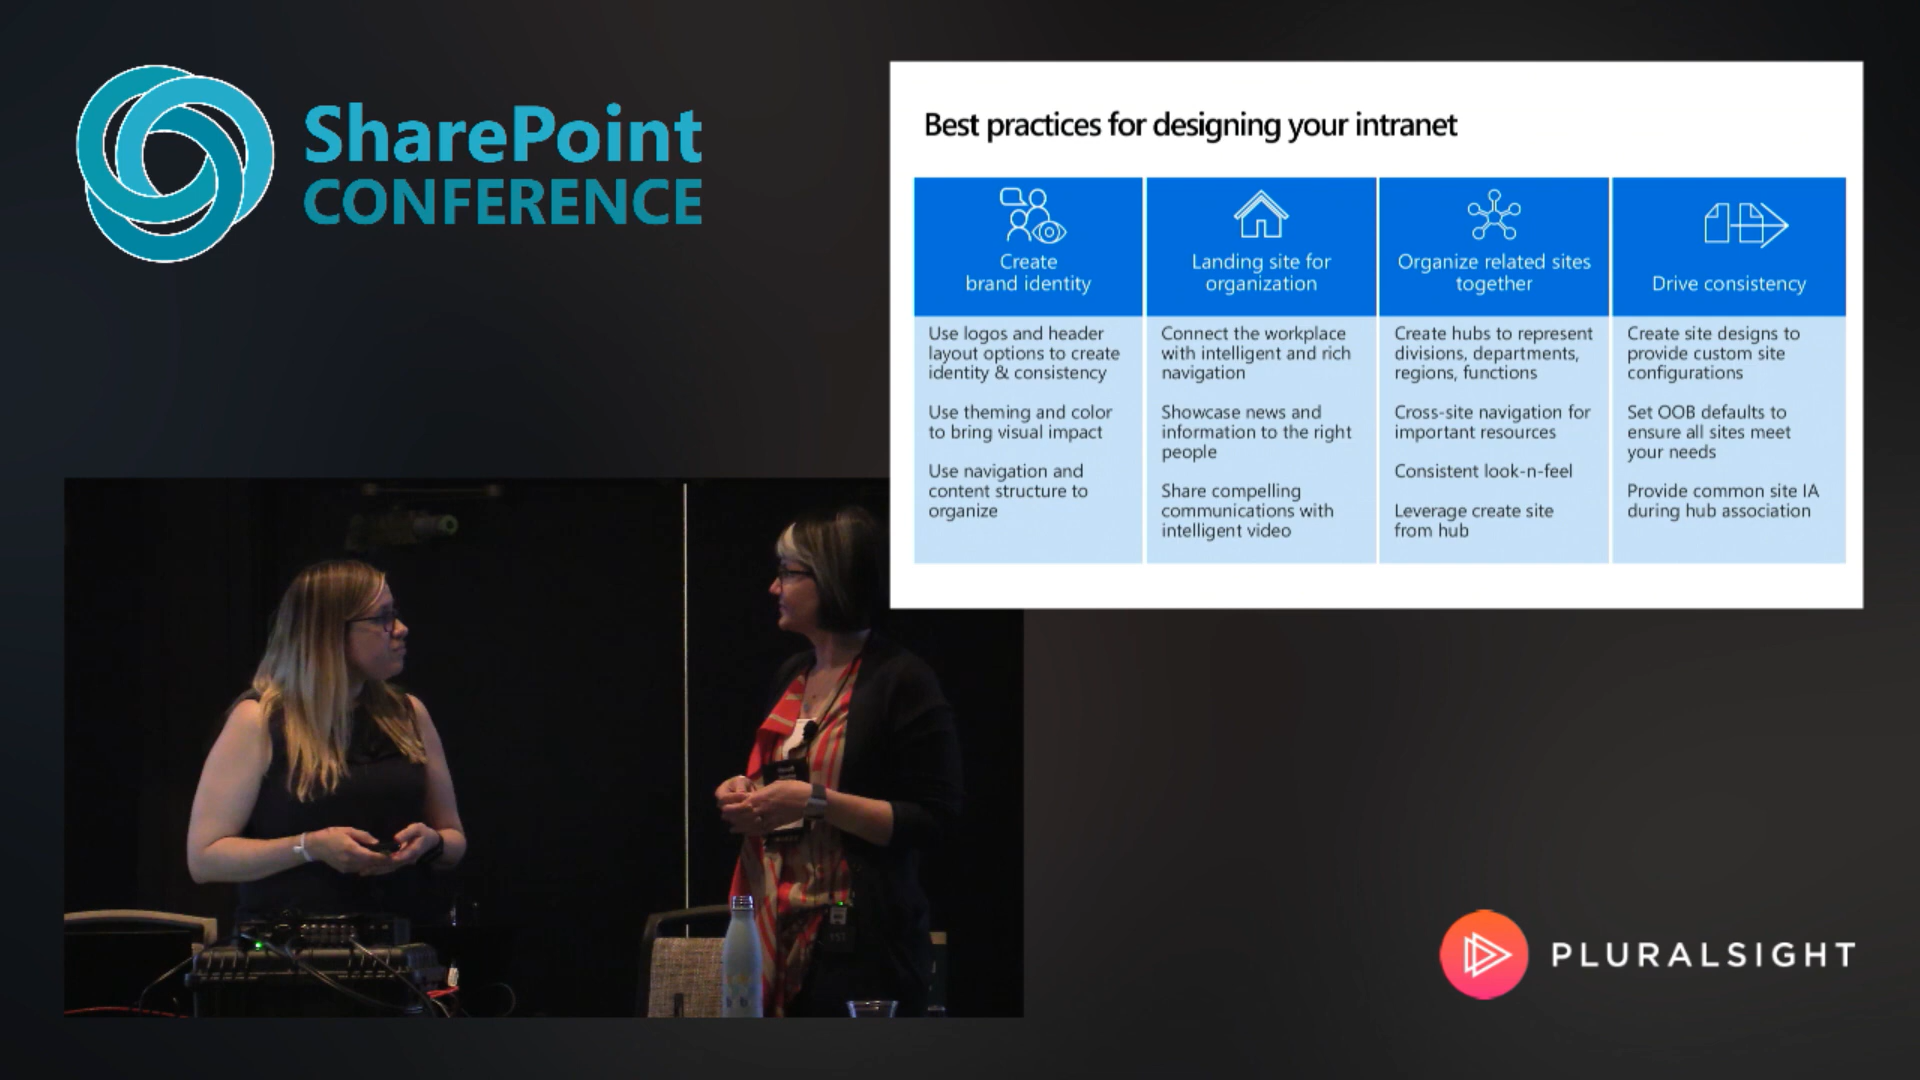 SharePoint
CONFERENCE
Best practices for designing your intranet
Create
brand identity
Use logos and header
layout options to create
identity & consistency
Use theming and color
to bring visual impact
Use navigation and
content structure to
organize
Landing site for
organization
Connect the workplace
with intelligent and rich
navigation
Showcase news and
information to the right
people
Share compelling
communications with
intelligent video
Organize related sites
together
Create hubs to represent
divisions, departments,
regions, functions
Cross-site navigation for
important resources
Consistent look-n-feel
Leverage create site
from hub
Drive consistency
Create site designs to
provide custom site
configurations
Set OOB defaults to
ensure all sites meet
your needs
Provide common site IA
during hub association
PLURALSIGHT